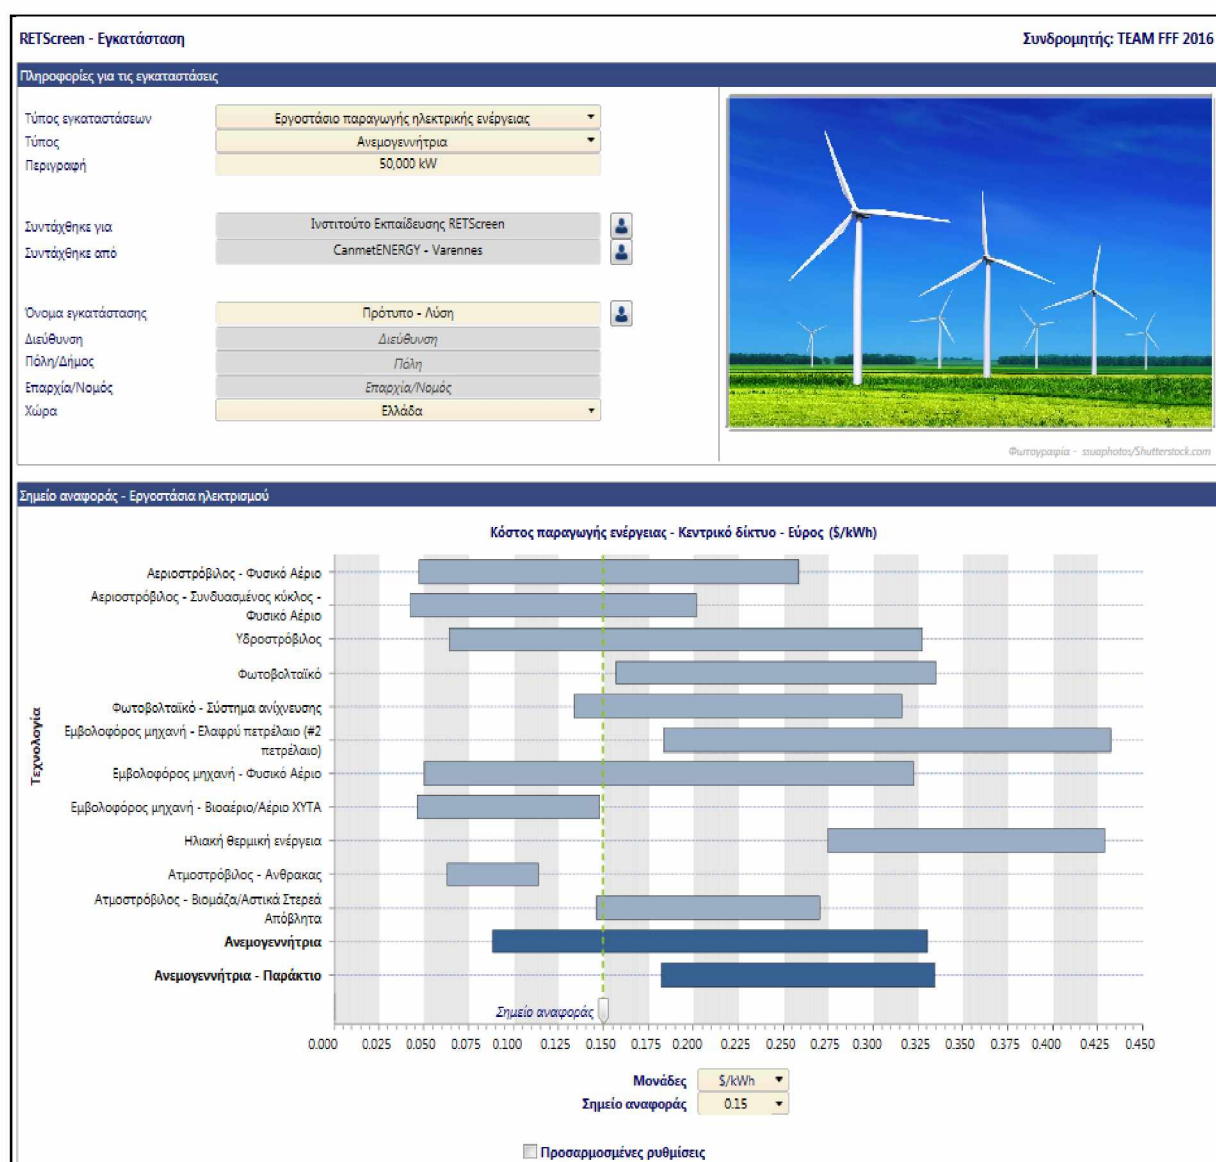 RETScreen - Εγκατάσταση
Συνδρομητής: TEAM FFF 2016
Πληροφορίες για τις εγκαταστάσεις
Τύπος εγκαταστάσεων
Εργοστάσιο παραγωγής ηλεκτρικής ενέργειας
Τύπος
Ανεμογεννήτρια
Περιγραφή
50,000 kW
Συντάχθηκε για
Ινστιτούτο Εκπαίδευσης RETScreen
Συντάχθηκε από
CanmetENERGY - Varennes
Όνομα εγκατάστασης
Πρότυπο - Λύση
Διεύθυνση
Διεύθυνση
Πόλη/Δήμος
Πόλη
Επαρχία/Νομός
Επαρχία/Νομός
Χώρα
Ελλάδα
Φωτογραφία - ssuaphotos/Shutterstock.com
Σημείο αναφοράς - Εργοστάσια ηλεκτρισμού
Κόστος παραγωγής ενέργειας - Κεντρικό δίκτυο - Εύρος ($/kWh)
Τεχνολογία
Αεριοστρόβιλος - Φυσικό Αέριο
Αεριοστρόβιλος - Συνδυασμένος κύκλος -
Φυσικό Αέριο
Υδροστρόβιλος
Φωτοβολταϊκό
Φωτοβολταϊκό - Σύστημα ανίχνευσης
Εμβολοφόρος μηχανή - Ελαφρύ πετρέλαιο (#2
πετρέλαιο)
Εμβολοφόρος μηχανή - Φυσικό Αέριο
Εμβολοφόρος μηχανή - Βιοαέριο/Αέριο ΧΥΤΑ
Ηλιακή θερμική ενέργεια
Ατμοστρόβιλος - Ανθρακας
Ατμοστρόβιλος - Βιομάζα/Αστικά Στερεά
Απόβλητα
Ανεμογεννήτρια
Ανεμογεννήτρια - Παράκτιο
Σημείο αναφοράς
0.000 0.025 0.050 0.075 0.100 0.125 0.150 0.175 0.200 0.225 0.250 0.275 0.300 0.325 0.350 0.375 0.400 0.425 0.450
Μονάδες
$/kWh
Σημείο αναφοράς
0.15
Προσαρμοσμένες ρυθμίσεις